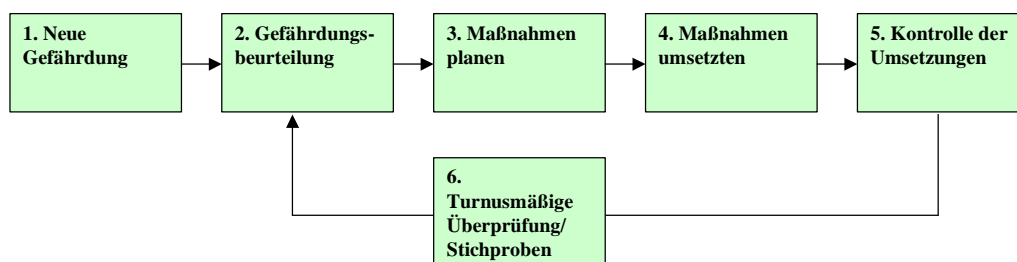 1. Neue
Gefährdung
2. Gefährdungs-
beurteilung
3. Maßnahmen
planen
4. Maßnahmen
umsetzten
5. Kontrolle der
Umsetzungen
6.
Turnusmäßige
Überprüfung/
Stichproben